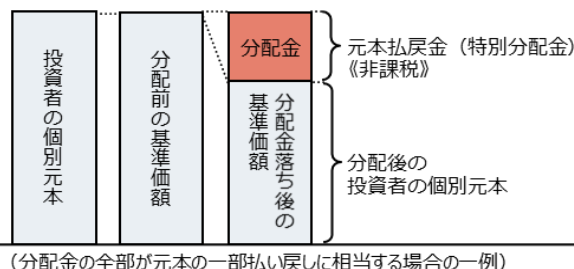 投資者の個別元本
分配前の基準価額
分配金
分配金落ち後の
基準価額
元本払戻金（特別分配金）
《非課税》
分配後の
投資者の個別元本
（分配金の全部が元本の一部払い戻しに相当する場合の一例）